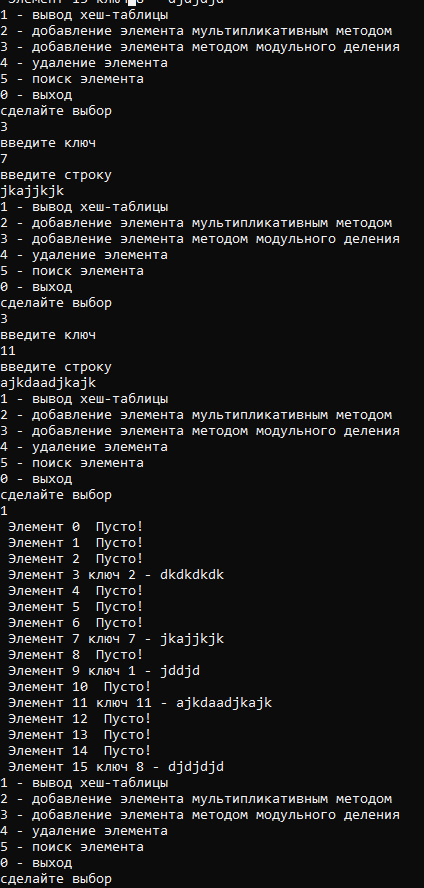 Элемент 15 ключ 8 - djdjdjd
1 - вывод хеш-таблицы
2 - добавление элемента мультипликативным методом
3 - добавление элемента методом модульного деления
4 - удаление элемента
5 - поиск элемента
0 - выход
сделайте выбор
3
введите ключ
7
введите строку
jkajjkjk
1 - вывод хеш-таблицы
2 - добавление элемента мультипликативным методом
3 - добавление элемента методом модульного деления
4 - удаление элемента
5 - поиск элемента
0 - выход
сделайте выбор
3
введите ключ
11
введите строку
ajkdaadjkajk
1 - вывод хеш-таблицы
2 - добавление элемента мультипликативным методом
3 - добавление элемента методом модульного деления
4 - удаление элемента
5 - поиск элемента
0 - выход
сделайте выбор
1
Элемент 0  Пусто!
Элемент 1  Пусто!
Элемент 2  Пусто!
Элемент 3 ключ 2 - dkdkdkdk
Элемент 4  Пусто!
Элемент 5  Пусто!
Элемент 6  Пусто!
Элемент 7 ключ 7 - jkajjkjk
Элемент 8  Пусто!
Элемент 9 ключ 1 - jddjd
Элемент 10  Пусто!
Элемент 11 ключ 11 - ajkdaadjkajk
Элемент 12  Пусто!
Элемент 13  Пусто!
Элемент 14  Пусто!
Элемент 15 ключ 8 - djdjdjd
1 - вывод хеш-таблицы
2 - добавление элемента мультипликативным методом
3 - добавление элемента методом модульного деления
4 - удаление элемента
5 - поиск элемента
0 - выход
сделайте выбор